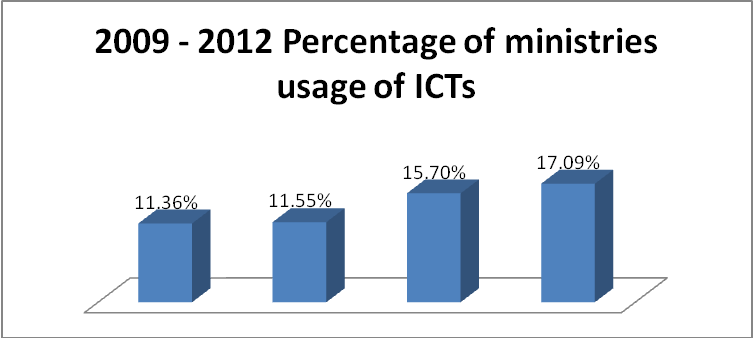 2009 - 2012 Percentage of ministries
usage of ICTs
11.36%
11.55%
15.70%
17.09%